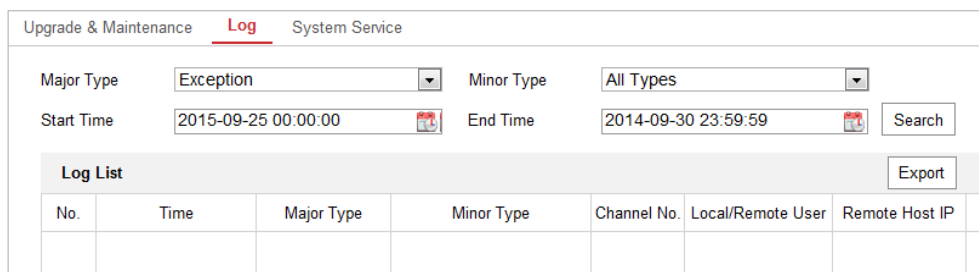 Upgrade & Maintenance Log System Service
Major Type Exception Minor Type All Types
Start Time 2015-09-25 00:00:00 End Time 2014-09-30 23:59:59 Search
Log List Export
No. Time Major Type Minor Type Channel No. Local/Remote User Remote Host IP